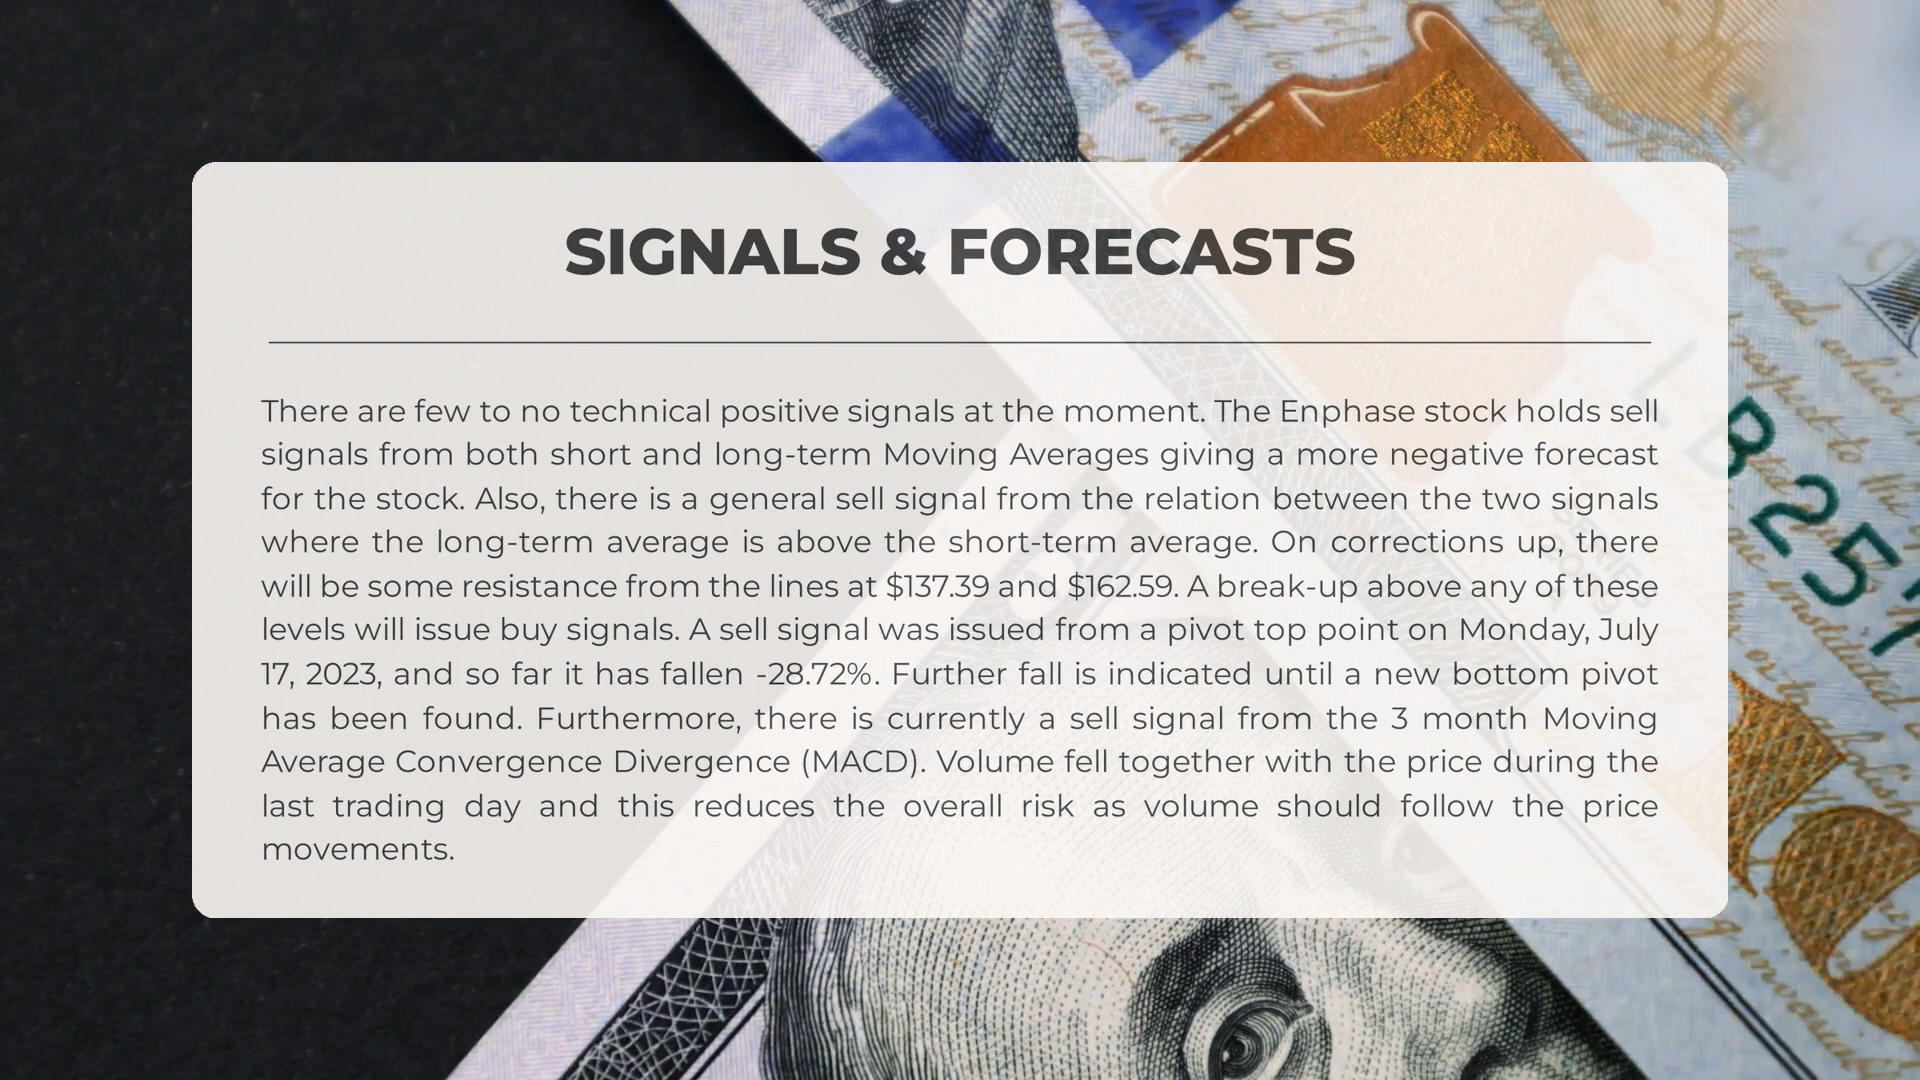 SIGNALS & FORECASTS
There are few to no technical positive signals at the moment. The Enphase stock holds sell
signals from both short and long-term Moving Averages giving a more negative forecast
for the stock. Also, there is a general sell signal from the relation between the two signals
where the long-term average is above the short-term average. On corrections up, there
will be some resistance from the lines at $137.39 and $162.59. A break-up above any of these
levels will issue buy signals. A sell signal was issued from a pivot top point on Monday, July
17, 2023, and so far it has fallen -28.72%. Further fall is indicated until a new bottom pivot
has been found. Furthermore, there is currently a sell signal from the 3 month Moving
Average Convergence Divergence (MACD). Volume fell together with the price during the
last trading day and this reduces the overall risk as volume should follow the price
movements.